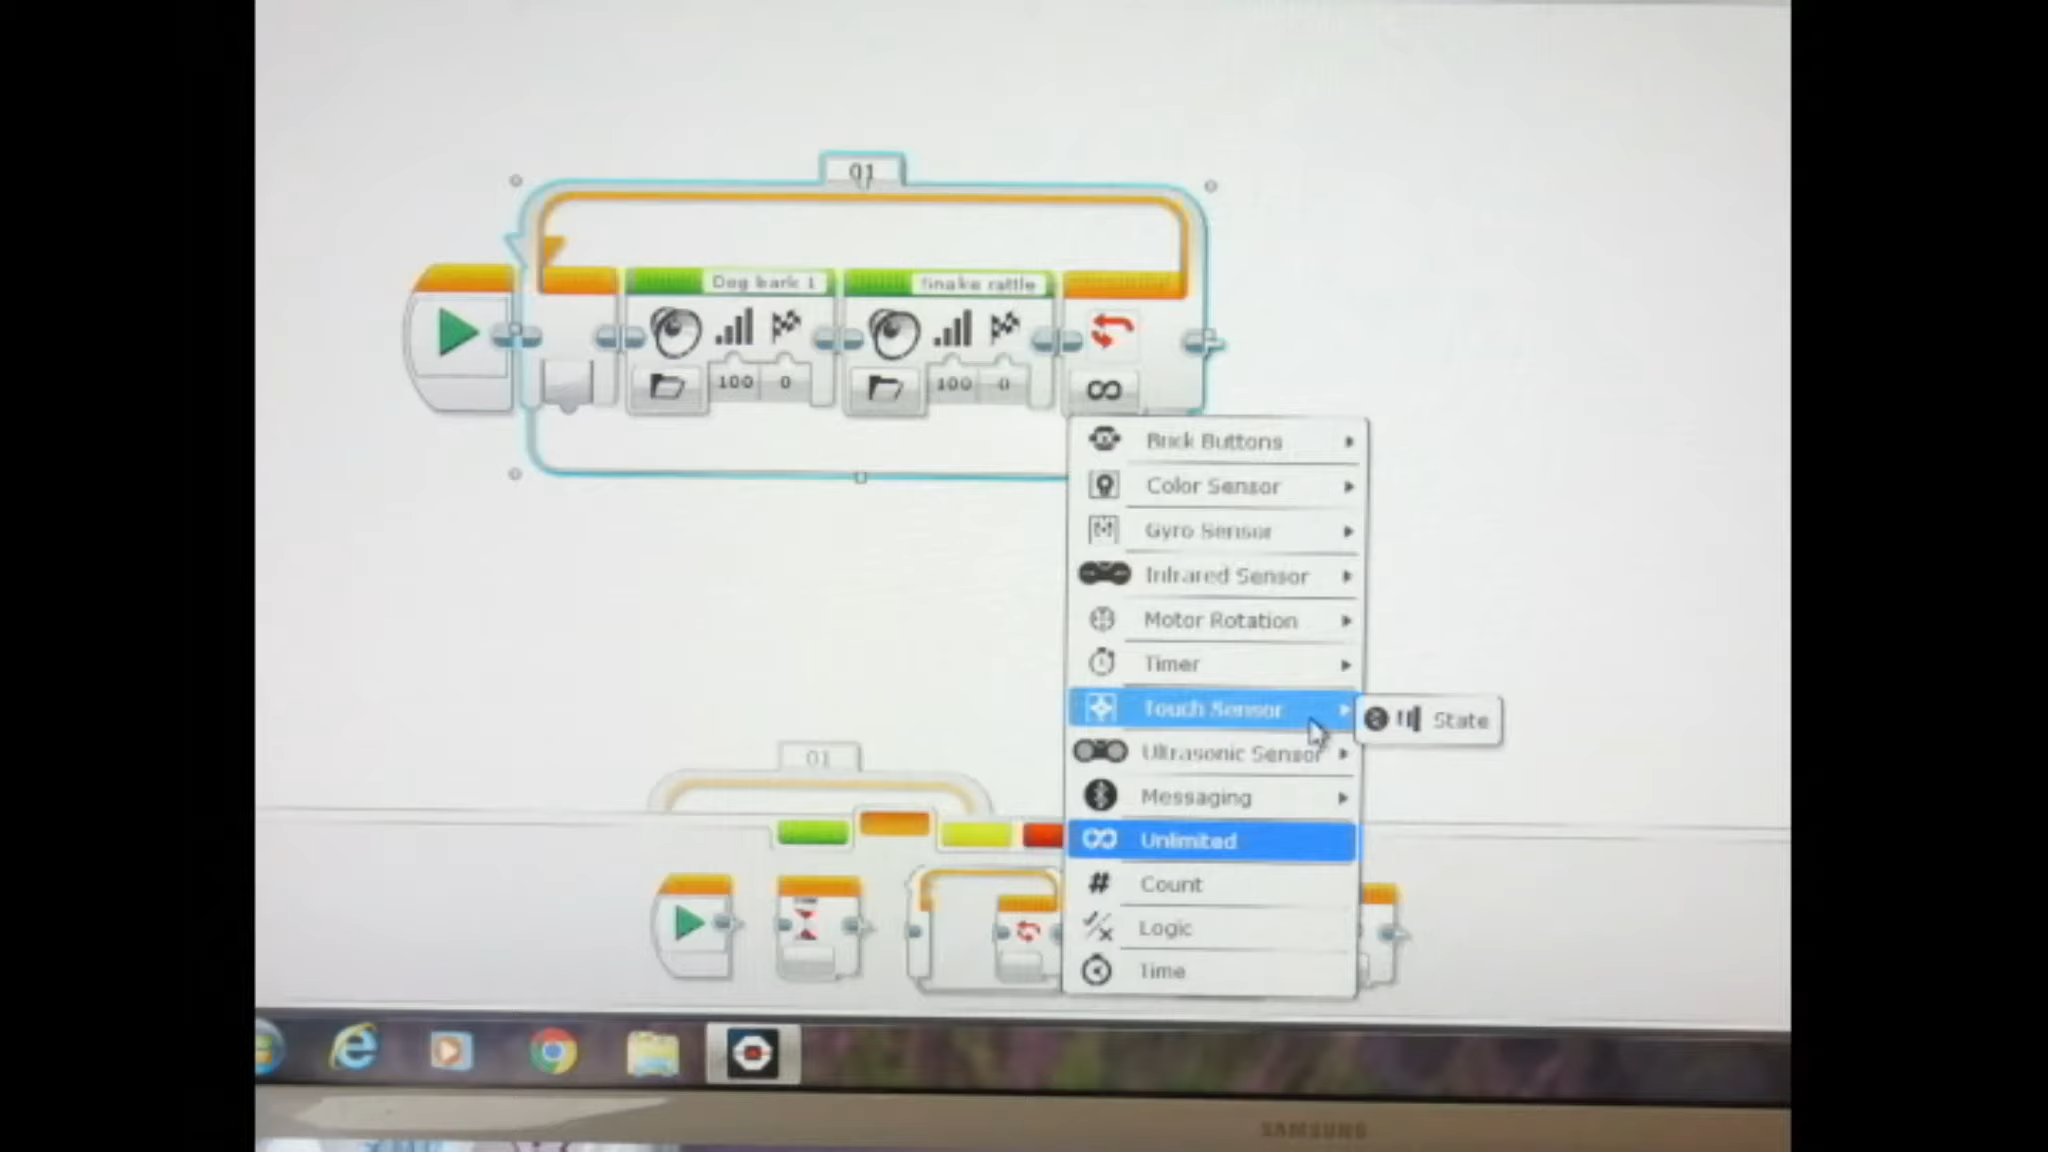 01
Dog bark 1
Snake rattle
100 0
100 0
Brick Buttons
Color Sensor
Gyro Sensor
Infrared Sensor
Motor Rotation
Timer
Touch Sensor
State
Ultrasonic Sensor
Messaging
Unlimited
# Count
Logic
Time
01
SAMSUNG